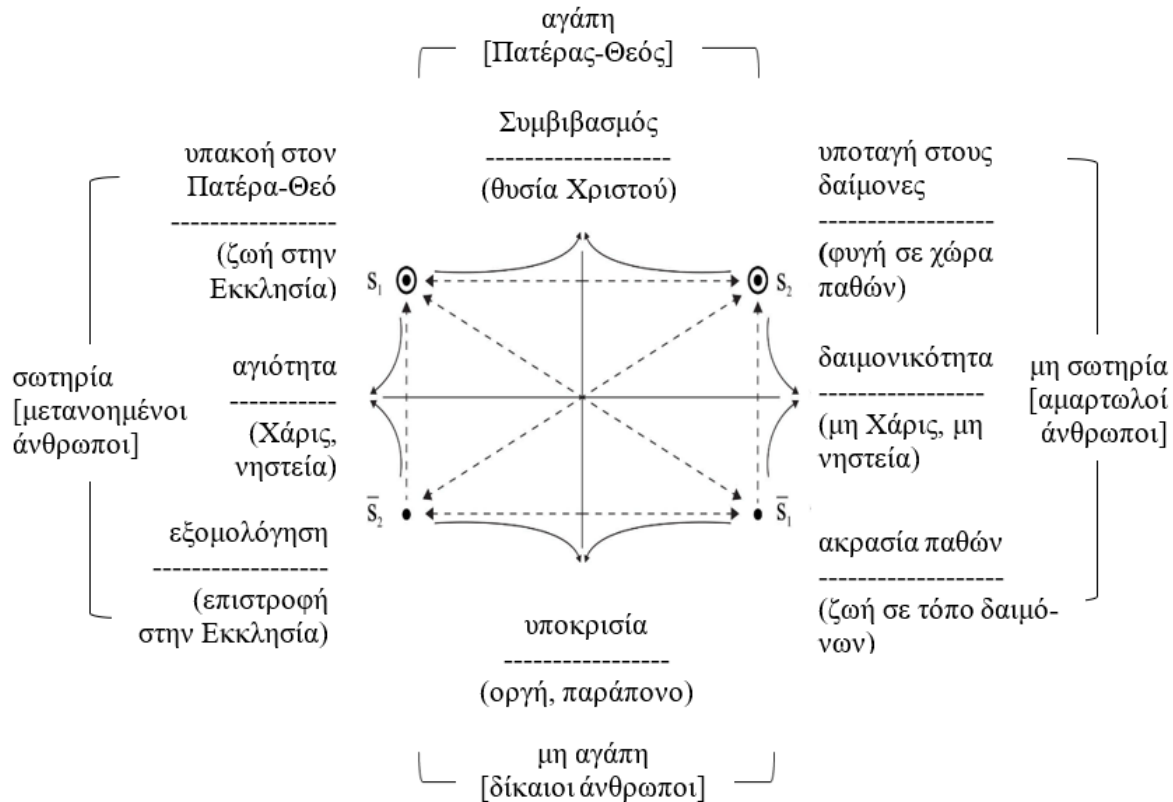 αγάπη
[Πατέρας-Θεός]
Συμβιβασμός
-------------------
(θυσία Χριστού)
υπακοή στον
Πατέρα-Θεό
-----------------
(ζωή στην
Εκκλησία)
S1
S2
υποταγή στους
δαίμονες
------------------
(φυγή σε χώρα
παθών)
σωτηρία
[μετανοημένοι
άνθρωποι]
αγιότητα
-----------
(Χάρις,
νηστεία)
δαιμονικότητα
-----------------
(μη Χάρις, μη
νηστεία)
μη σωτηρία
[αμαρτωλοί
άνθρωποι]
S̅2
S̅1
εξομολόγηση
------------------
(επιστροφή
στην Εκκλησία)
ακρασία παθών
-------------------
(ζωή σε τόπο δαιμό-
νων)
υποκρισία
-----------------
(οργή, παράπονο)
μη αγάπη
[δίκαιοι άνθρωποι]